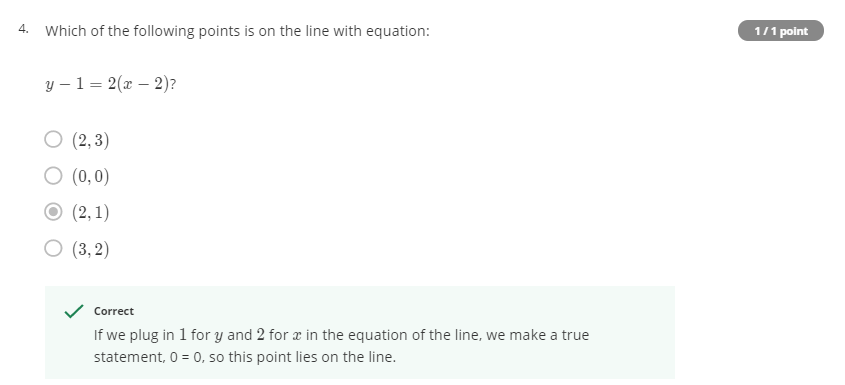 4. Which of the following points is on the line with equation:
1 / 1 point
y − 1 = 2(x − 2)?
(2, 3)
(0, 0)
(2, 1)
(3, 2)
Correct
If we plug in 1 for y and 2 for x in the equation of the line, we make a true
statement, 0 = 0, so this point lies on the line.